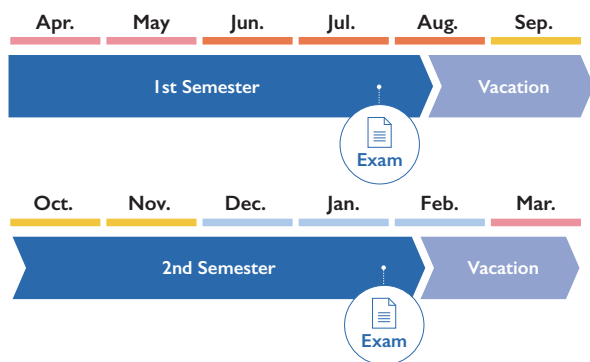 Apr. May Jun. Jul. Aug. Sep.
1st Semester Vacation
Exam
Oct. Nov. Dec. Jan. Feb. Mar.
2nd Semester Vacation
Exam